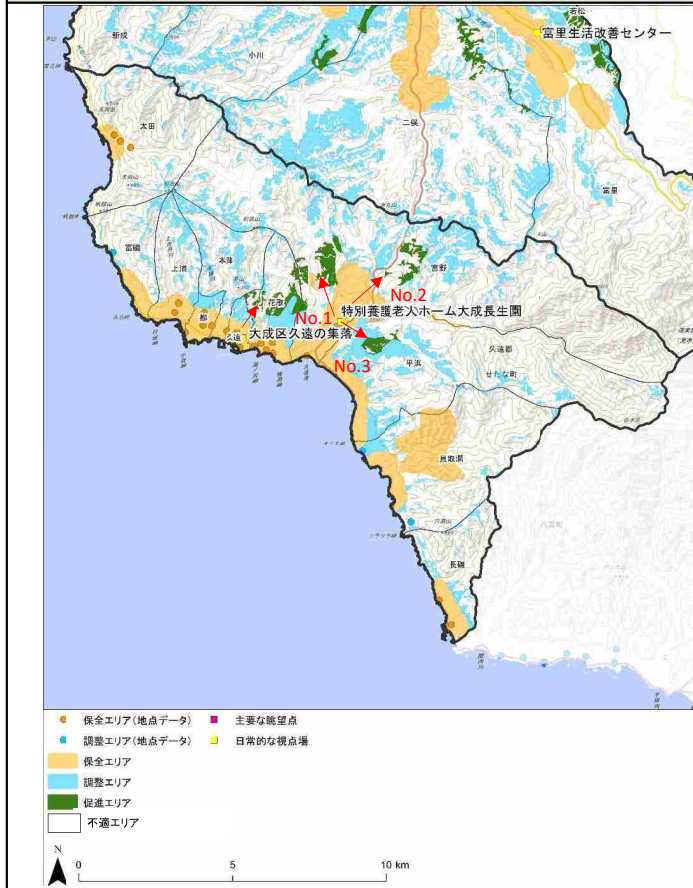 若松
富里生活改善センター
新成
小川
太田
二俣
富里
富磯
上浦
本陣
宮野
花歌
都
No.1
No.2
特別養護老人ホーム大成長生園
久遠
大成区久遠の集落
平浜
久遠郡
せたな町
No.3
貝取澗
長磯
八雲町
保全エリア(地点データ)
主要な眺望点
調整エリア(地点データ)
日常的な視点場
保全エリア
調整エリア
促進エリア
不適エリア
N
0
5
10 km